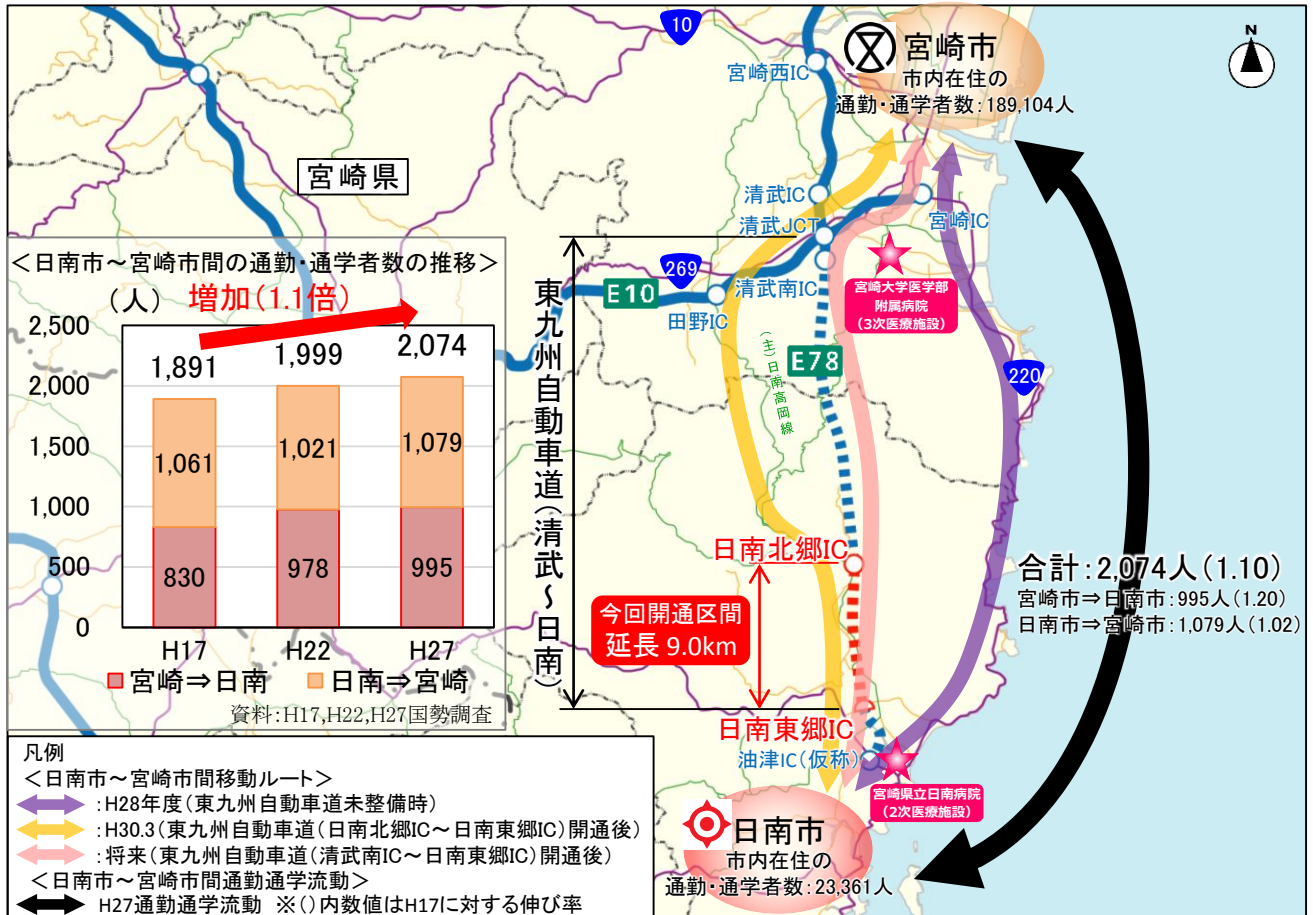 10
N
宮崎市
市内在住の
通勤・通学者数:189,104人
宮崎西IC
宮崎県
清武IC
清武JCT
宮崎IC
269
E10
清武南IC
田野IC
宮崎大学医学部
附属病院
(3次医療施設)
(主)日南高岡線
E78
220
東九州自動車道(清武~日南)
<日南市~宮崎市間の通勤・通学者数の推移>
(人)
増加(1.1倍)
2,500
2,000
1,500
1,000
500
0
1,891
1,999
2,074
1,061
1,021
1,079
830
978
995
H17
H22
H27
宮崎⇒日南
日南⇒宮崎
資料:H17,H22,H27国勢調査
日南北郷IC
今回開通区間
延長 9.0km
日南東郷IC
油津IC(仮称)
合計:2,074人(1.10)
宮崎市⇒日南市:995人(1.20)
日南市⇒宮崎市:1,079人(1.02)
宮崎県立日南病院
(2次医療施設)
日南市
市内在住の
通勤・通学者数:23,361人
凡例
<日南市~宮崎市間移動ルート>
:H28年度(東九州自動車道未整備時)
:H30.3(東九州自動車道(日南北郷IC~日南東郷IC)開通後)
:将来(東九州自動車道(清武南IC~日南東郷IC)開通後)
<日南市~宮崎市間通勤通学流動>
H27通勤通学流動 ※()内数値はH17に対する伸び率